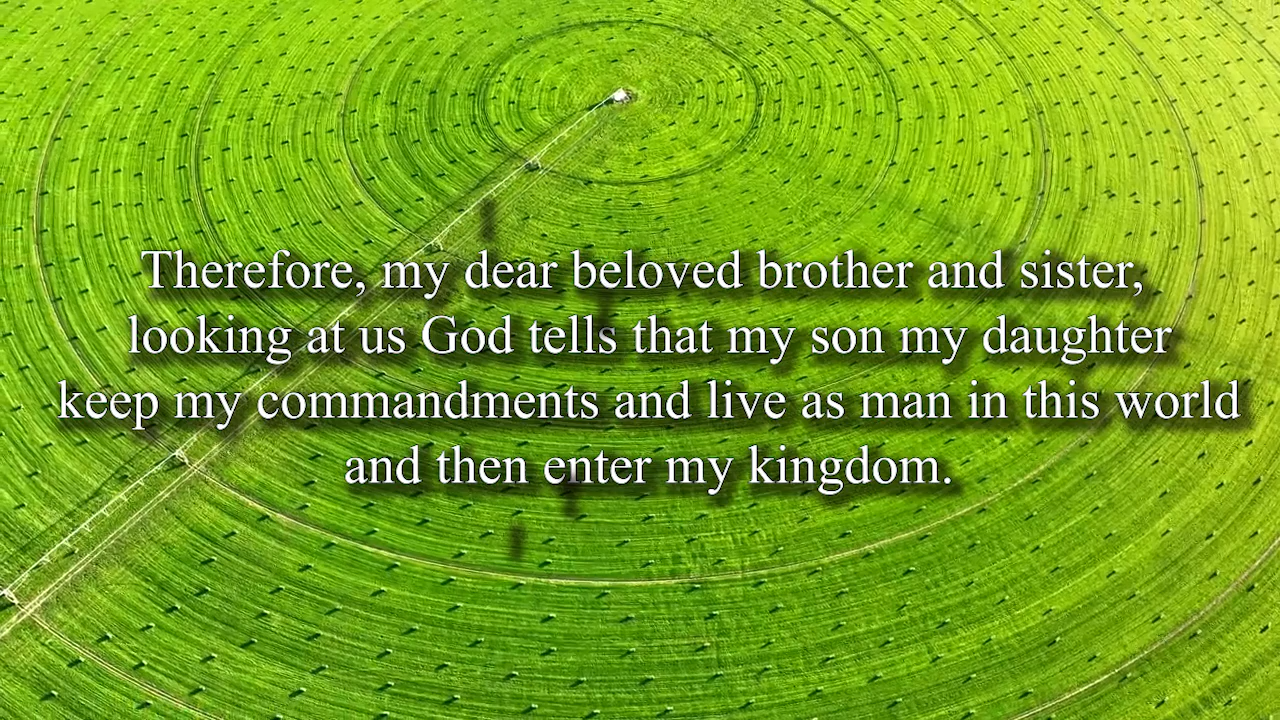 Therefore, my dear beloved brother and sister,
looking at us God tells that my son my daughter
keep my commandments and live as man in this world
and then enter my kingdom.